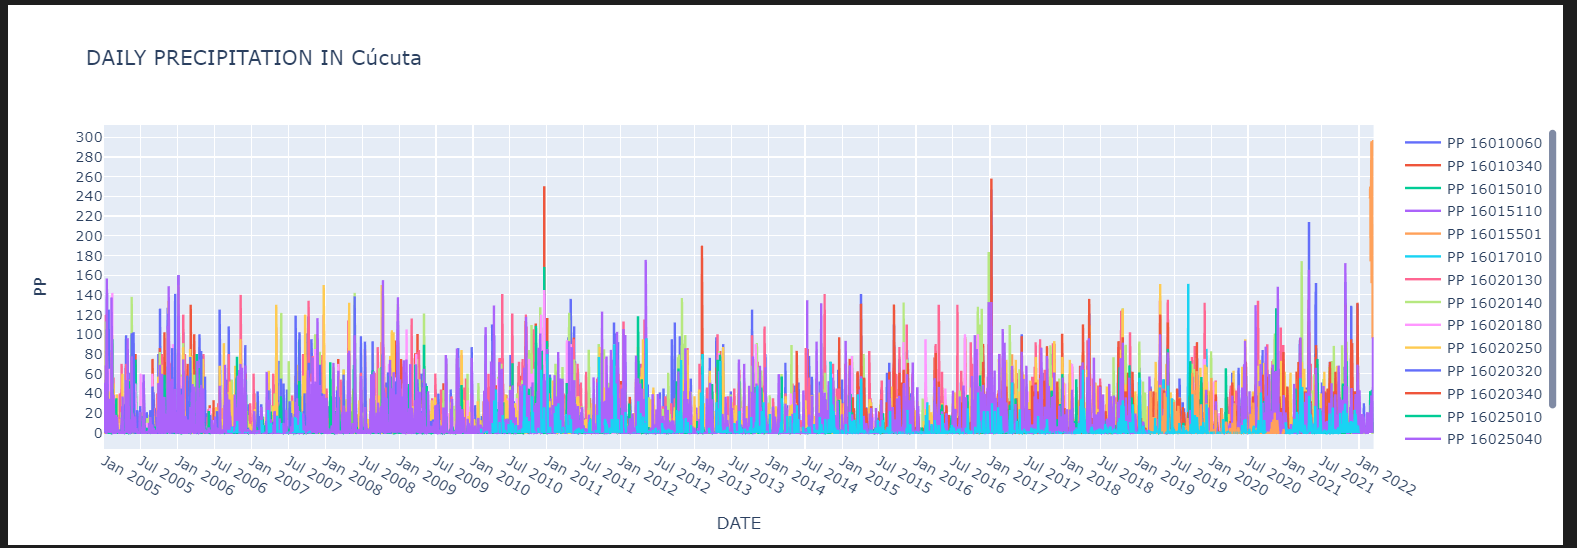 DAILY PRECIPITATION IN Cúcuta
300
280
260
240
220
200
180
160
140
120
100
80
60
40
20
0
PP
Jan 2005
Jul 2005
Jan 2006
Jul 2006
Jan 2007
Jul 2007
Jan 2008
Jul 2008
Jan 2009
Jul 2009
Jan 2010
Jul 2010
Jan 2011
Jul 2011
Jan 2012
Jul 2012
Jan 2013
Jul 2013
Jan 2014
Jul 2014
Jan 2015
Jul 2015
Jan 2016
Jul 2016
Jan 2017
Jul 2017
Jan 2018
Jul 2018
Jan 2019
Jul 2019
Jan 2020
Jul 2020
Jan 2021
Jul 2021
Jan 2022
DATE
PP 16010060
PP 16010340
PP 16015010
PP 16015110
PP 16015501
PP 16017010
PP 16020130
PP 16020140
PP 16020180
PP 16020250
PP 16020320
PP 16020340
PP 16025010
PP 16025040